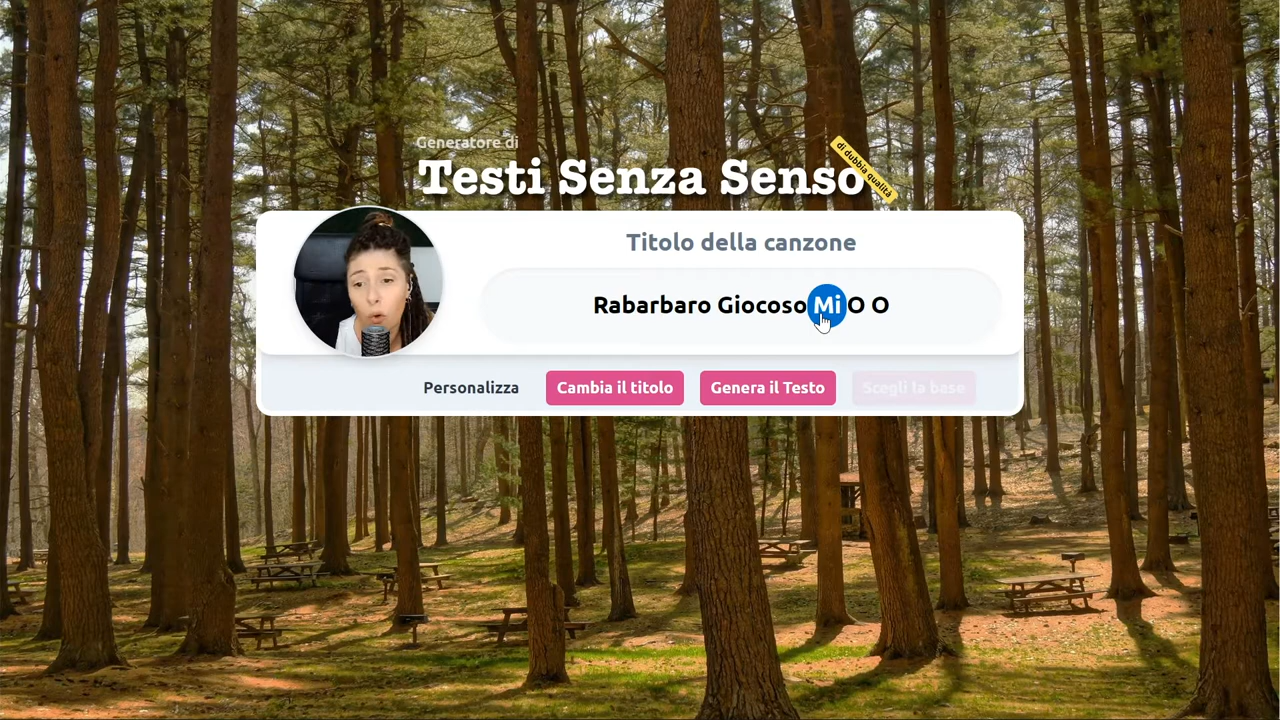 Generatore di
Testi Senza Senso
di dubbia qualità
Titolo della canzone
Rabarbaro Giocoso Mi O O
Personalizza
Cambia il titolo
Genera il Testo
Scegli la base